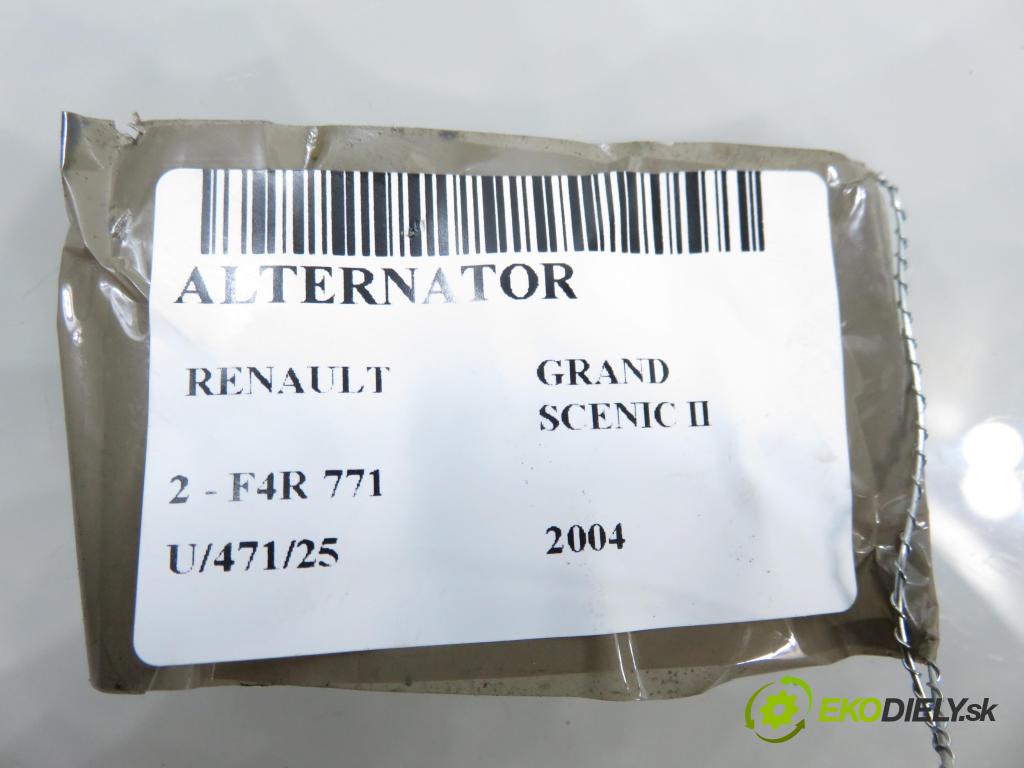 ALTERNATOR
RENAULT GRAND
SCENIC II
2 - F4R 771
U/471/25 2004
EKODIELY.sk